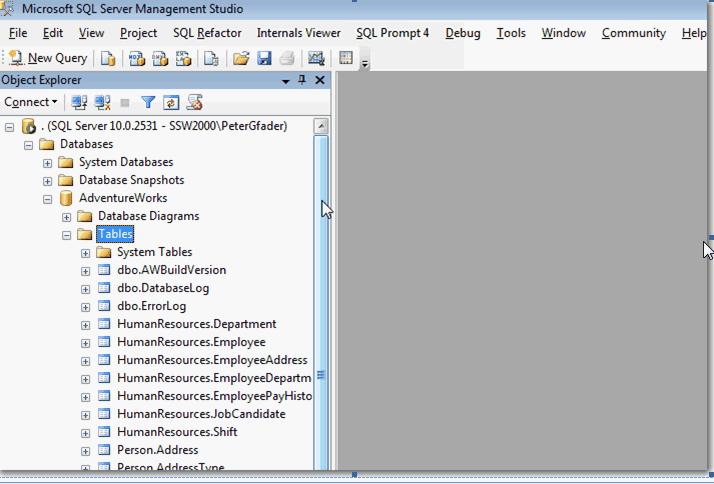 Microsoft SQL Server Management Studio
File Edit View Project SQL Refactor Internals Viewer SQL Prompt 4 Debug Tools Window Community Help
New Query
Object Explorer
Connect
. (SQL Server 10.0.2531 - SSW2000\PeterGfader)
Databases
System Databases
Database Snapshots
AdventureWorks
Database Diagrams
Tables
System Tables
dbo.AWBuildVersion
dbo.DatabaseLog
dbo.ErrorLog
HumanResources.Department
HumanResources.Employee
HumanResources.EmployeeAddress
HumanResources.EmployeeDepartm
HumanResources.EmployeePayHisto
HumanResources.JobCandidate
HumanResources.Shift
Person.Address
Person.AddressType